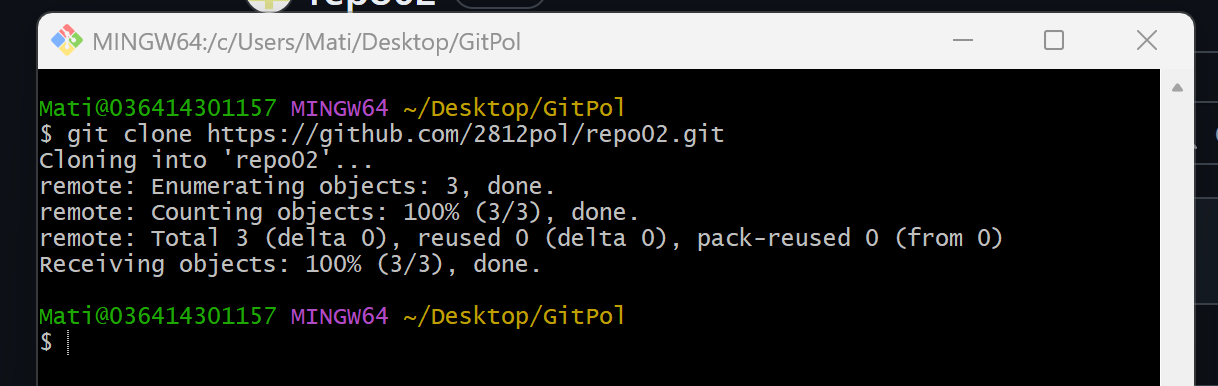 repo02
MINGW64:/c/Users/Mati/Desktop/GitPol
Mati@036414301157 MINGW64 ~/Desktop/GitPol
$ git clone https://github.com/2812pol/repo02.git
Cloning into 'repo02'...
remote: Enumerating objects: 3, done.
remote: Counting objects: 100% (3/3), done.
remote: Total 3 (delta 0), reused 0 (delta 0), pack-reused 0 (from 0)
Receiving objects: 100% (3/3), done.
Mati@036414301157 MINGW64 ~/Desktop/GitPol
$